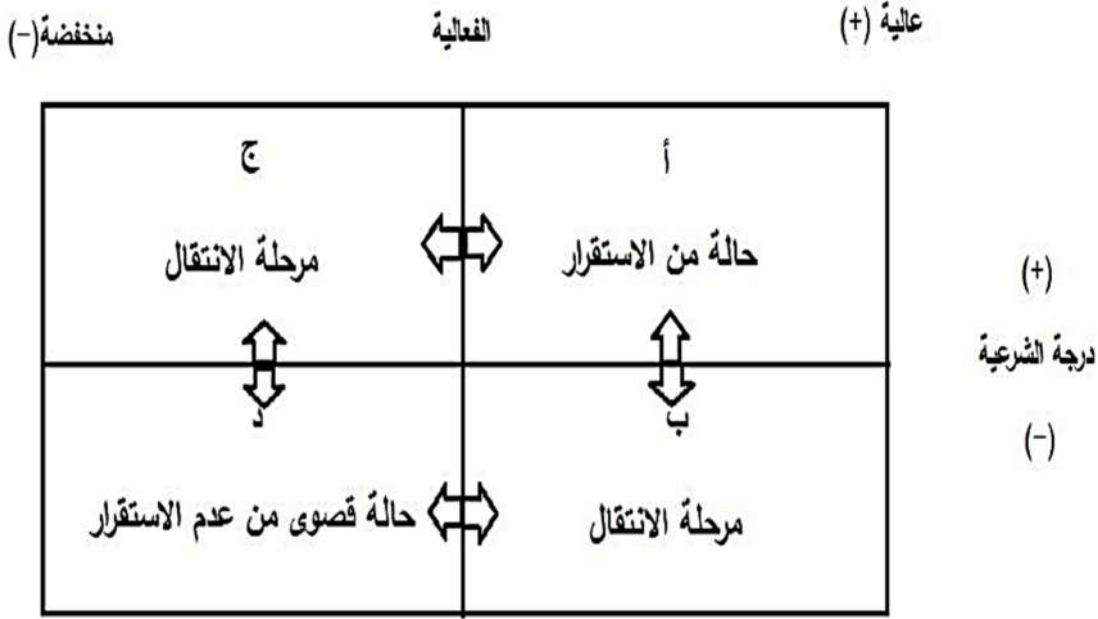 عالية (+) الفعالية منخفضة(-)
أ ج
حالة من الاستقرار مرحلة الانتقال
(+)
درجة الشرعية
(-)
ب د
مرحلة الانتقال حالة قصوى من عدم الاستقرار